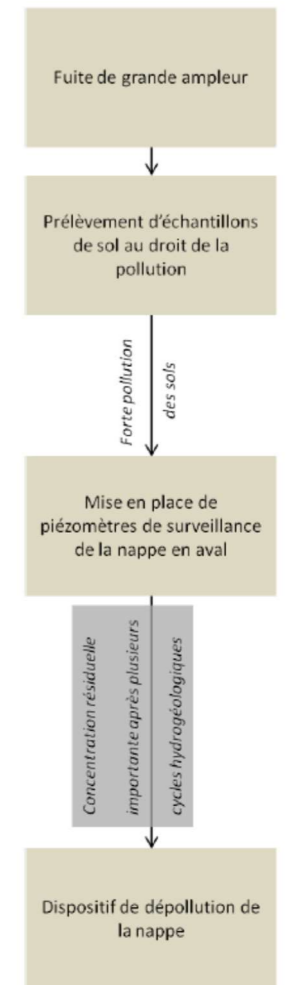 Fuite de grande ampleur
Prélèvement d'échantillons
de sol au droit de la
pollution
Forte pollution
des sols
Mise en place de
piézomètres de surveillance
de la nappe en aval
Concentration résiduelle
importante après plusieurs
cycles hydrogéologiques
Dispositif de dépollution de
la nappe